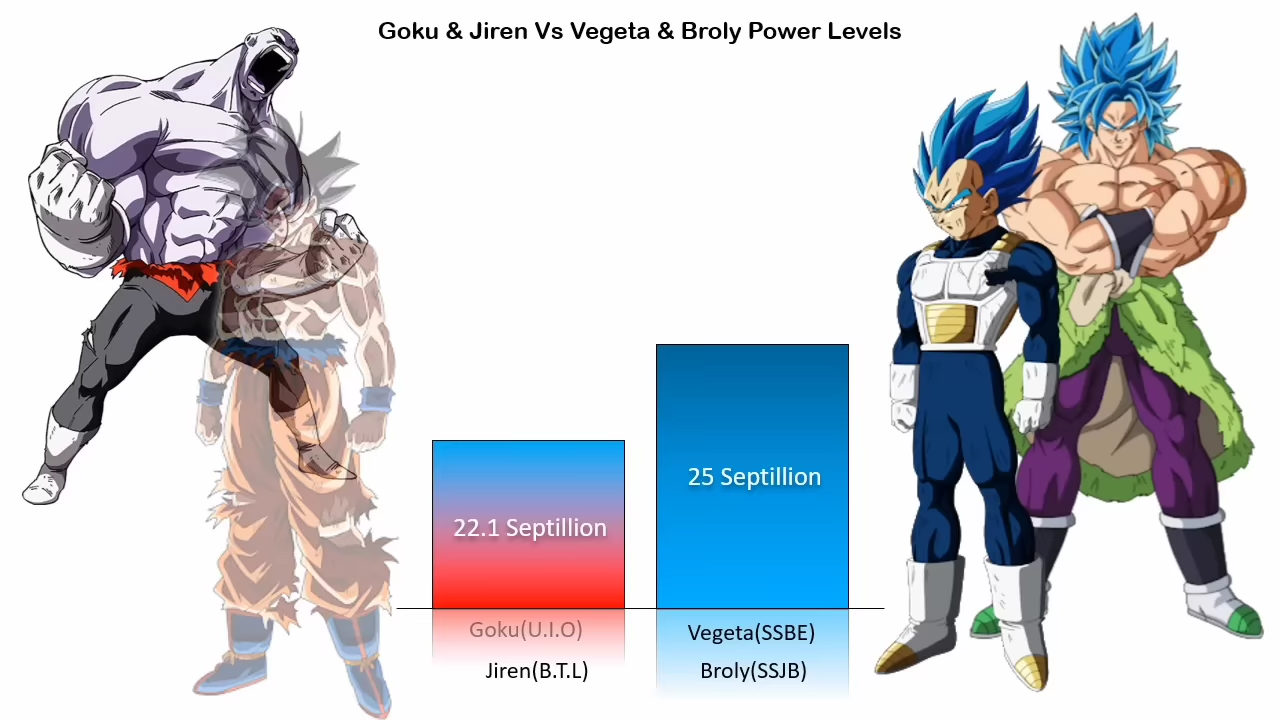 Goku & Jiren Vs Vegeta & Broly Power Levels
22.1 Septillion
25 Septillion
Goku(U.I.O)
Jiren(B.T.L)
Vegeta(SSBE)
Broly(SSJB)